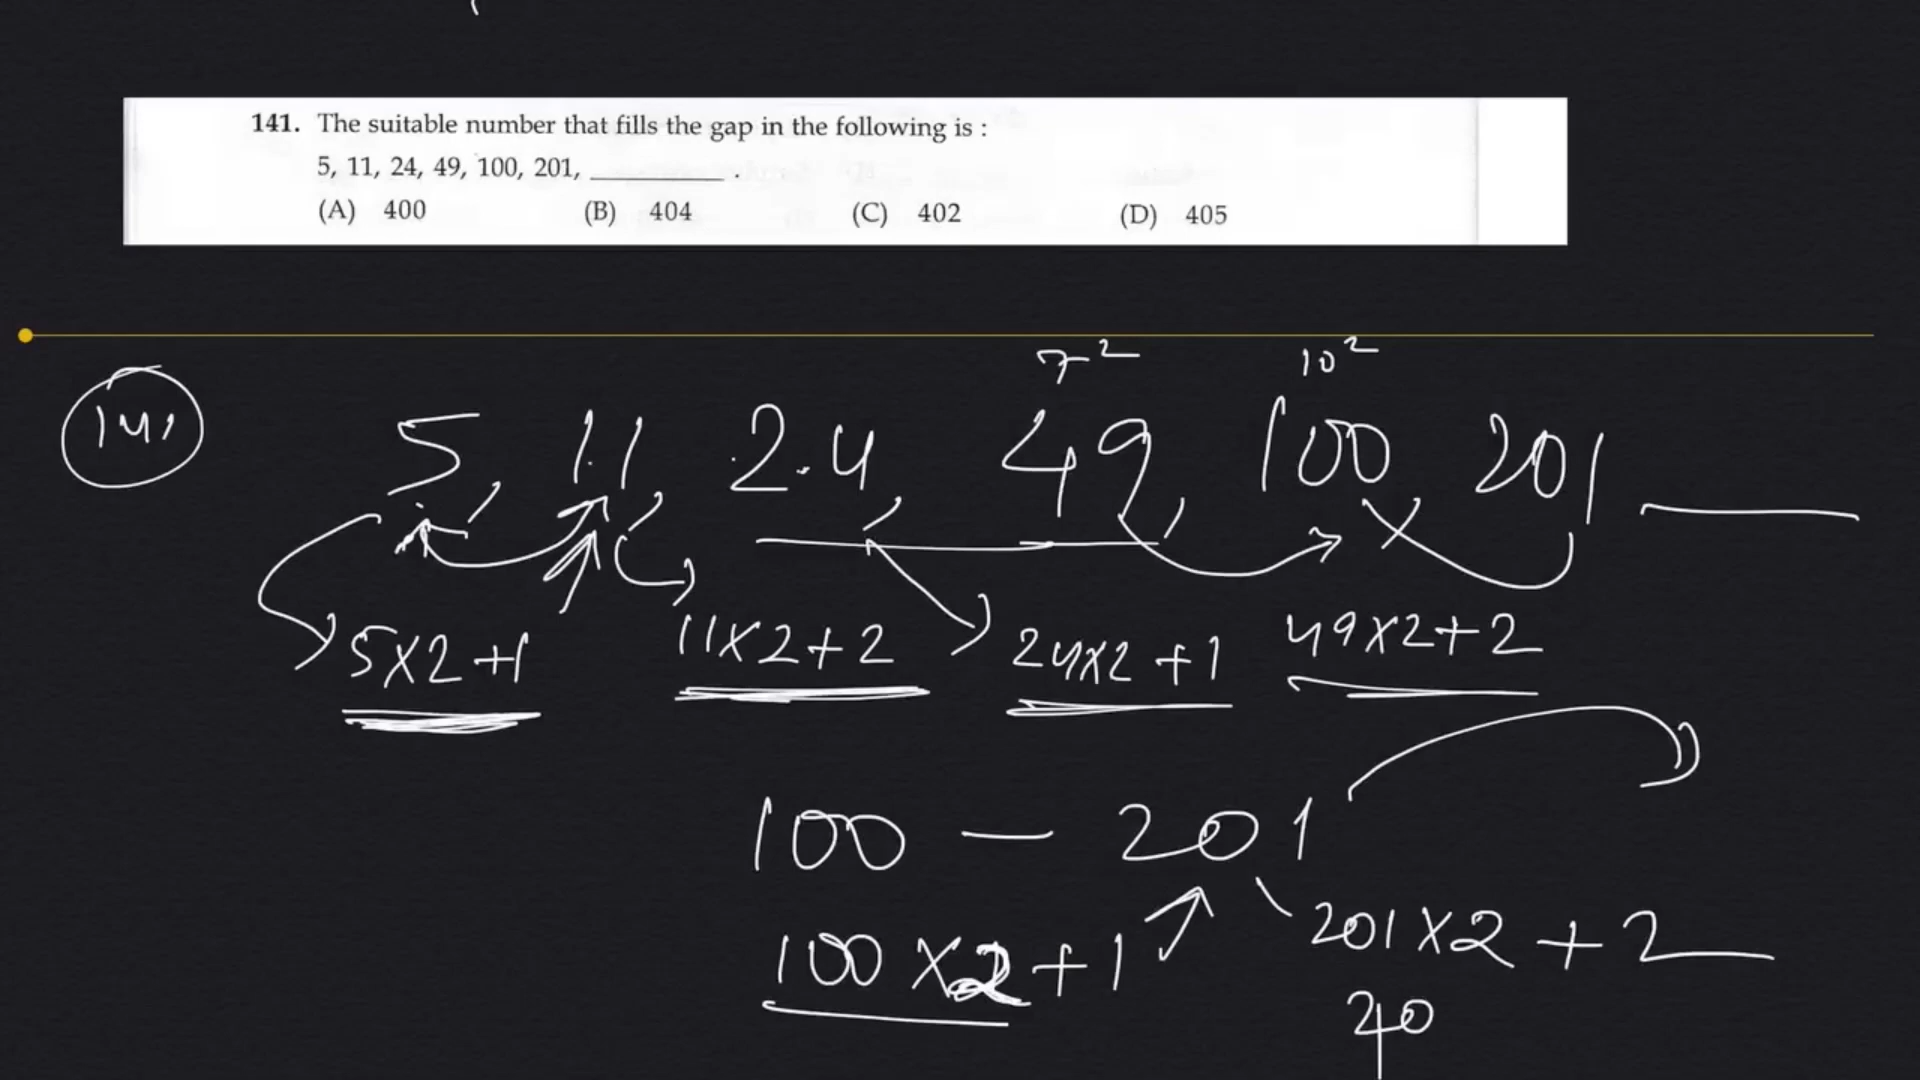 141. The suitable number that fills the gap in the following is :
5, 11, 24, 49, 100, 201, __________ .
(A) 400 (B) 404 (C) 402 (D) 405
7² 10²
141
5, 11, 24, 49, 100 201 ____
5×2+1 11×2+2 24×2+1 49×2+2
100 — 201
100×2+1 201×2+2
40